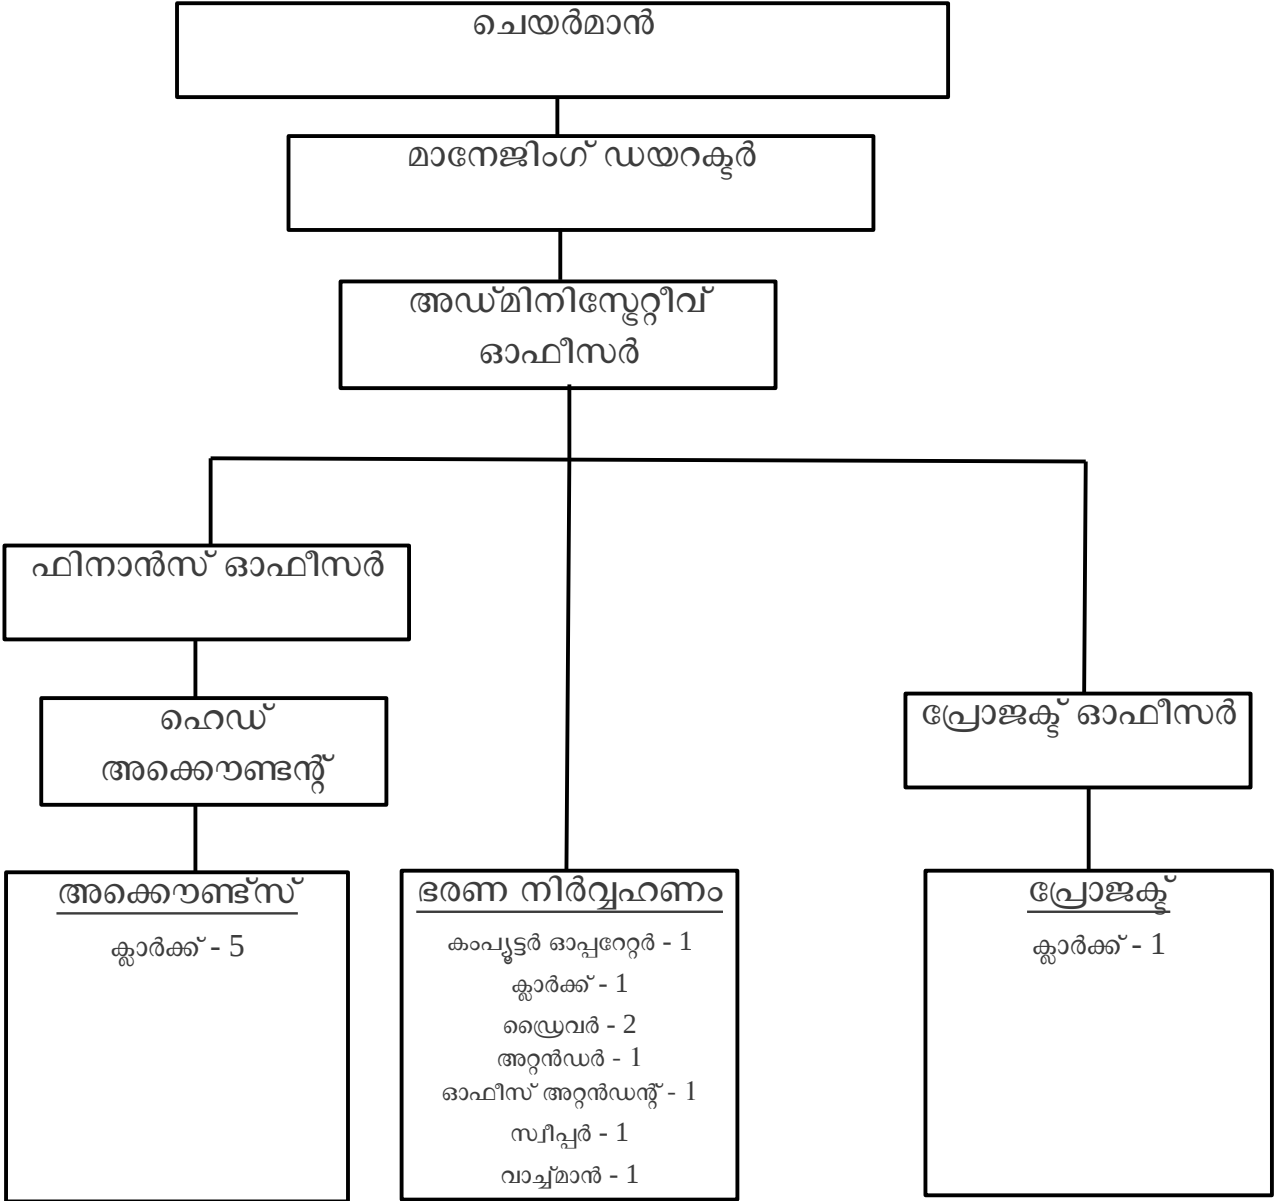 ചെയർമാൻ
മാനേജിംഗ് ഡയറക്ടർ
അഡ്മിനിസ്ട്രേറ്റീവ്
ഓഫീസർ
ഫിനാൻസ് ഓഫീസർ
ഹെഡ്
അക്കൌണ്ടന്റ്
പ്രോജക്ട് ഓഫീസർ
അക്കൌണ്ട്സ്
ക്ലാർക്ക് - 5
ഭരണ നിർവ്വഹണം
കംപ്യൂട്ടർ ഓപ്പറേറ്റർ - 1
ക്ലാർക്ക് - 1
ഡ്രൈവർ - 2
അറ്റൻഡർ - 1
ഓഫീസ് അറ്റൻഡന്റ് - 1
സ്വീപ്പർ - 1
വാച്ച്മാൻ - 1
പ്രോജക്ട്
ക്ലാർക്ക് - 1